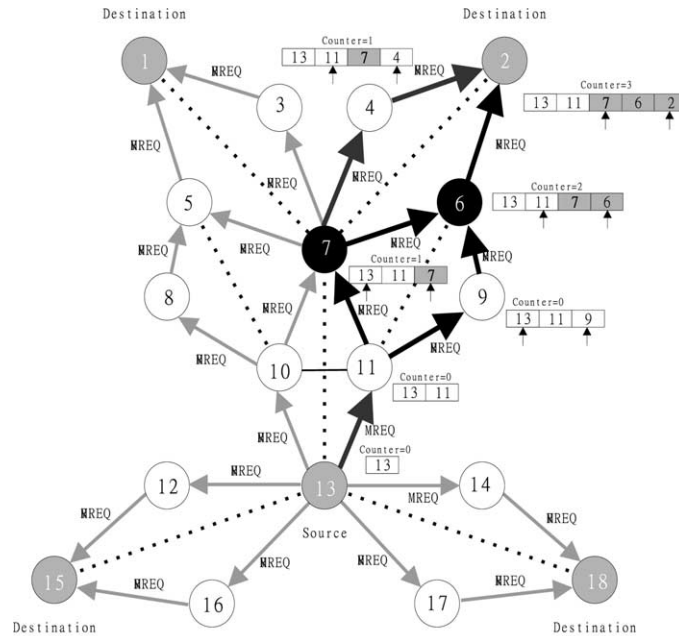 Destination
Destination
Counter=1
13 11 7 4
1
MREQ
MREQ
2
3
4
Counter=3
13 11 7 6 2
MREQ
MREQ
MREQ
MREQ
5
6
Counter=2
13 11 7 6
MREQ
7
MREQ
Counter=1
13 11 7
MREQ
MREQ
8
9
Counter=0
13 11 9
MREQ
MREQ
MREQ
MREQ
10
11
Counter=0
13 11
MREQ
MREQ
Counter=0
13
12
MREQ
13
MREQ
14
MREQ
Source
MREQ
MREQ
MREQ
15
MREQ
16
17
MREQ
18
Destination
Destination